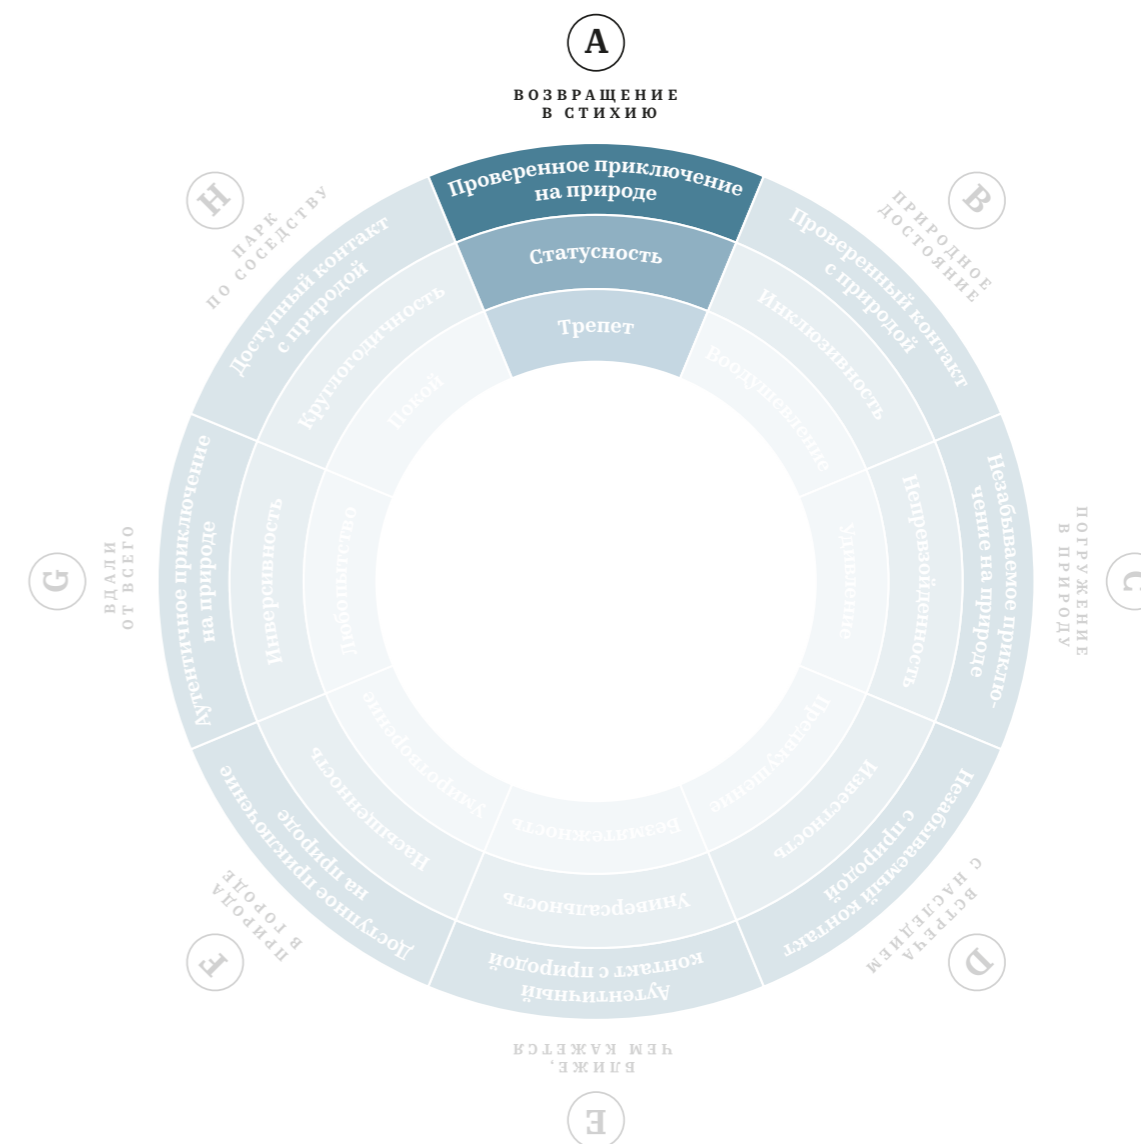 A
ВОЗВРАЩЕНИЕ
В СТИХИЮ
Проверенное приключение
на природе
Статусность
Трепет
B
ПРИРОДНОЕ
ДОСТОЯНИЕ
Проверенный контакт
с природой
Инклюзивность
Воодушевление
C
ПОГРУЖЕНИЕ
В ПРИРОДУ
Незабываемое приклю-
чение на природе
Непревзойденность
Удивление
D
ВСТРЕЧА
С НАСЛЕДИЕМ
Незабываемый контакт
с природой
Известность
Предвкушение
E
БЛИЖЕ,
ЧЕМ КАЖЕТСЯ
Аутентичный
контакт с природой
Универсальность
Безмятежность
F
ПРИРОДА
В ГОРОДЕ
Доступное приключение
на природе
Насыщенность
Умиротворение
G
ВДАЛИ
ОТ ВСЕГО
Аутентичное приключение
на природе
Инверсивность
Любопытство
H
ПАРК
ПО СОСЕДСТВУ
Доступный контакт
с природой
Круглогодичность
Покой